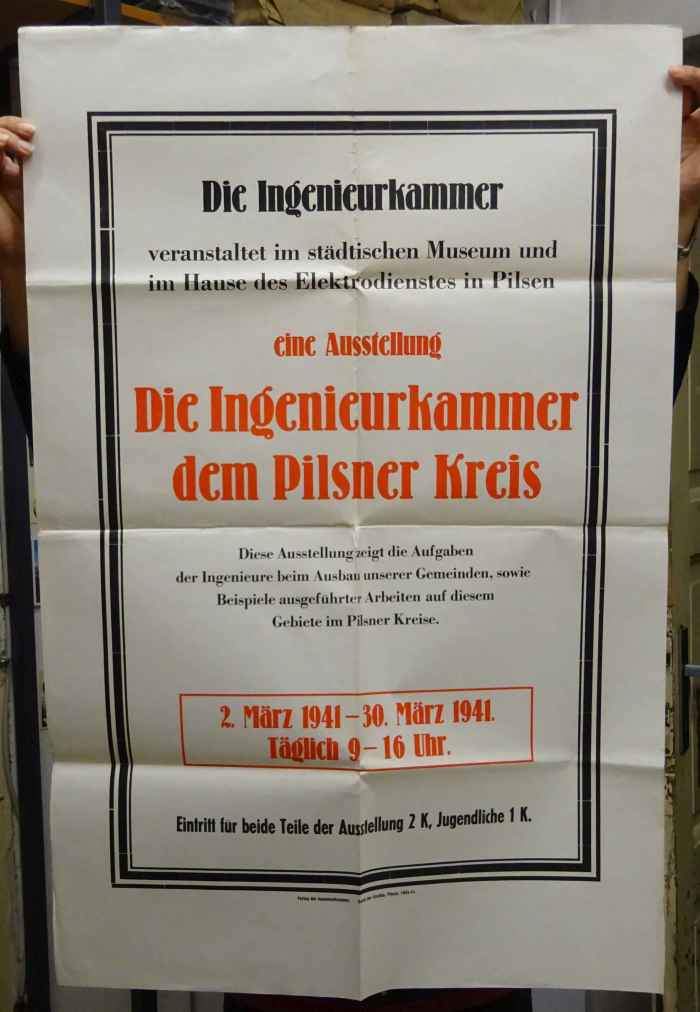 Die Ingenieurkammer
veranstaltet im städtischen Museum und
im Hause des Elektrodienstes in Pilsen
eine Ausstellung
Die Ingenieurkammer
dem Pilsner Kreis
Diese Ausstellung zeigt die Aufgaben
der Ingenieure beim Ausbau unserer Gemeinden, sowie
Beispiele ausgeführter Arbeiten auf diesem
Gebiete im Pilsner Kreise.
2. März 1941 – 30. März 1941.
Täglich 9 – 16 Uhr.
Eintritt für beide Teile der Ausstellung 2 K, Jugendliche 1 K.